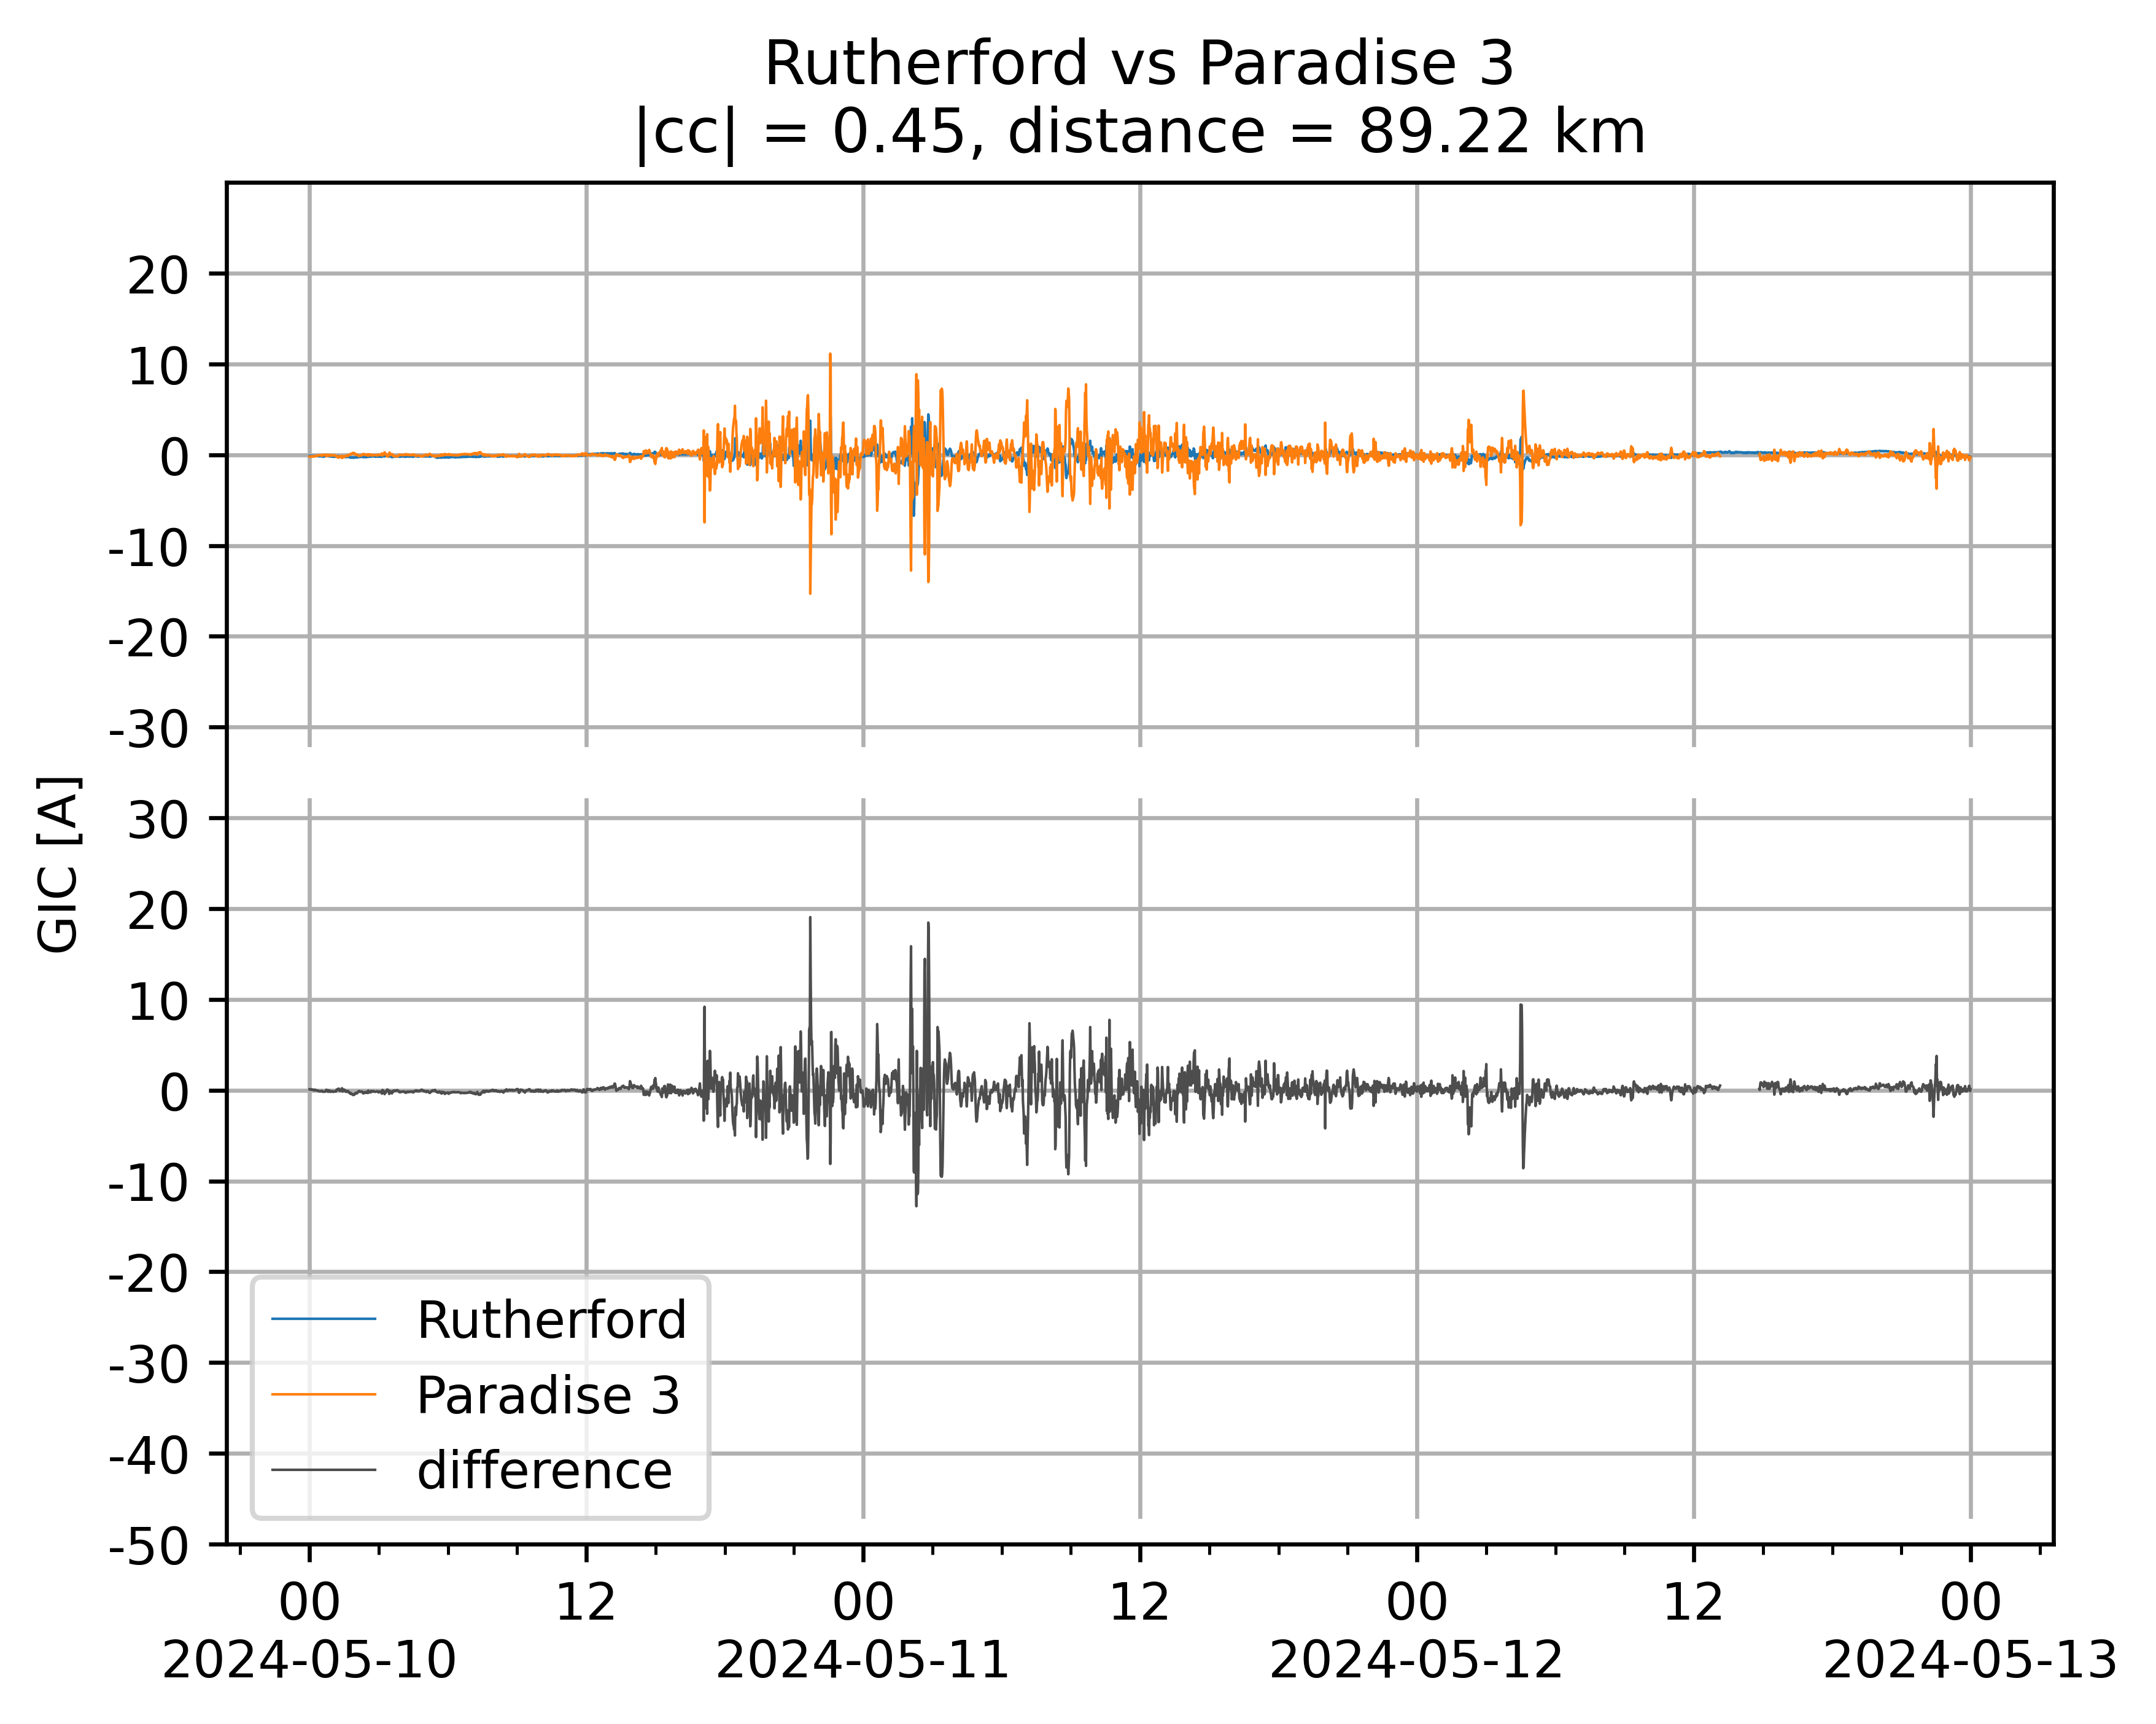 Rutherford vs Paradise 3
|cc| = 0.45, distance = 89.22 km
GIC [A]
20
10
0
-10
-20
-30
30
20
10
0
-10
-20
-30
-40
-50
Rutherford
Paradise 3
difference
00 12 00 12 00 12 00
2024-05-10 2024-05-11 2024-05-12 2024-05-13